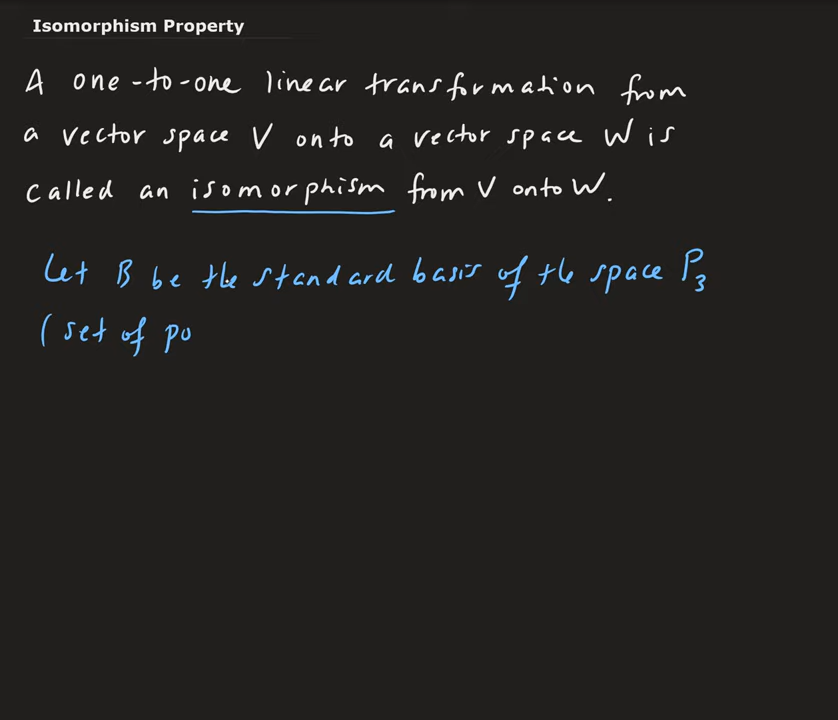 Isomorphism Property
A one-to-one linear transformation from
a vector space V onto a vector space W is
called an isomorphism from V onto W.
Let B be the standard basis of the space P₃
( set of po